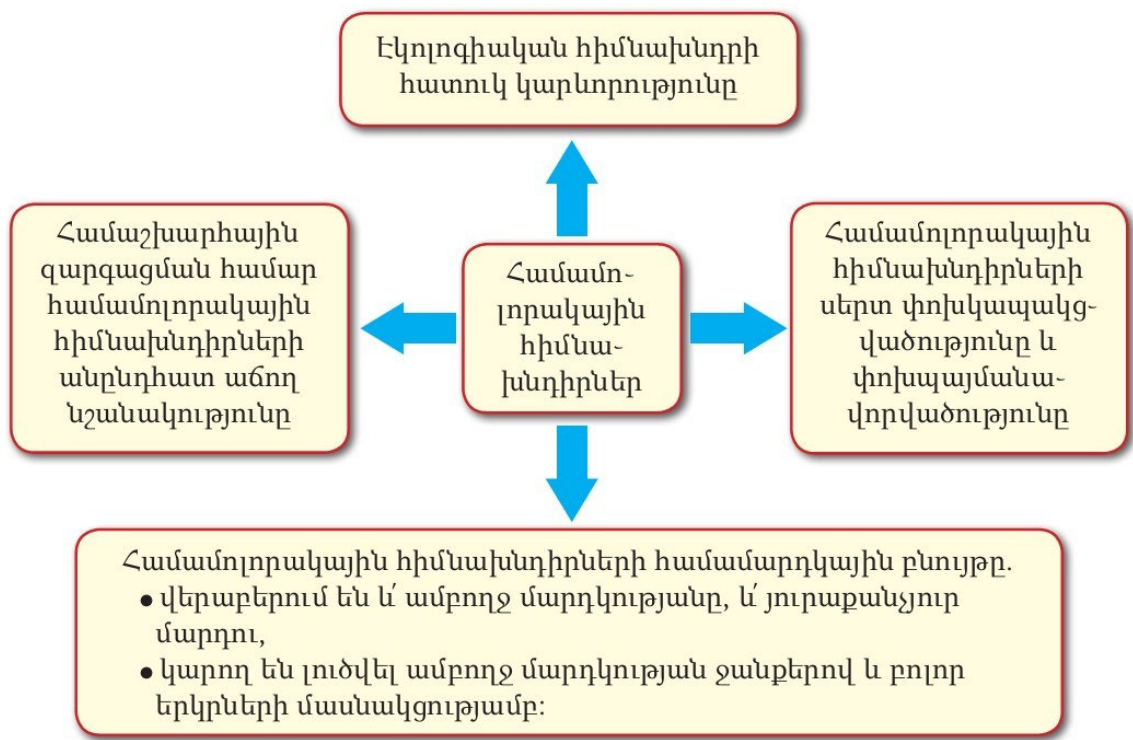 Էկոլոգիական հիմնախնդրի
հատուկ կարևորությունը
Համաշխարհային
զարգացման համար
համամոլորակային
հիմնախնդիրների
անընդհատ աճող
նշանակությունը
Համամո-
լորակային
հիմնա-
խնդիրներ
Համամոլորակային
հիմնախնդիրների
սերտ փոխկապակց-
վածությունը և
փոխպայմանա-
վորվածությունը
Համամոլորակային հիմնախնդիրների համամարդկային բնույթը.
● վերաբերում են և՛ ամբողջ մարդկությանը, և՛ յուրաքանչյուր
մարդու,
● կարող են լուծվել ամբողջ մարդկության ջանքերով և բոլոր
երկրների մասնակցությամբ: